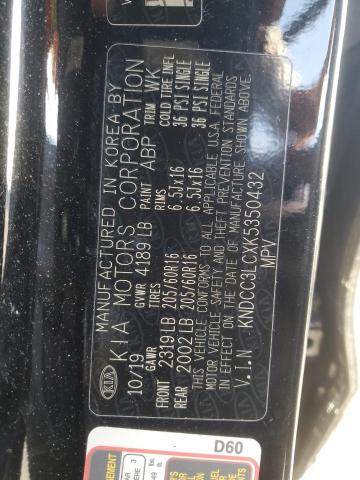 MANUFACTURED IN KOREA BY
KIA MOTORS CORPORATION
10/19 GVWR 4189 LB PAINT ABP TRIM WK
GAWR TIRES RIMS COLD TIRE INFL
FRONT 2319 LB 205/60R16 6.5Jx16 36 PSI SINGLE
REAR 2002 LB 205/60R16 6.5Jx16 36 PSI SINGLE
THIS VEHICLE CONFORMS TO ALL APPLICABLE U.S.A. FEDERAL
MOTOR VEHICLE SAFETY AND THEFT PREVENTION STANDARDS
IN EFFECT ON THE DATE OF MANUFACTURE SHOWN ABOVE.
V.I.N KNDCC3LCXK5350432
MPV
KIA
D60